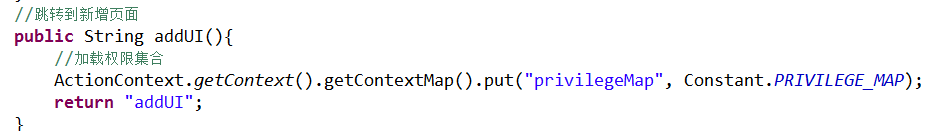 //跳转到新增页面
public String addUI(){
//加载权限集合
ActionContext.getContext().getContextMap().put("privilegeMap", Constant.PRIVILEGE_MAP);
return "addUI";
}